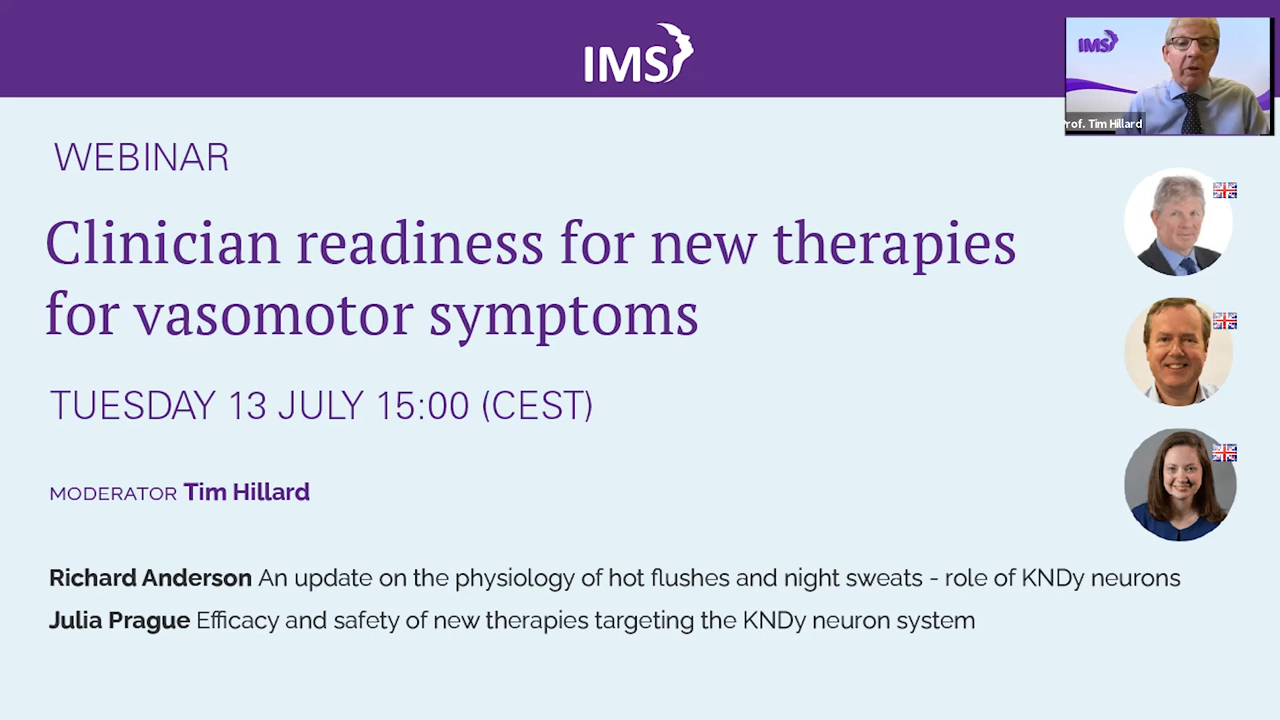 IMS
IMS
rof. Tim Hillard
WEBINAR
Clinician readiness for new therapies
for vasomotor symptoms
TUESDAY 13 JULY 15:00 (CEST)
MODERATOR Tim Hillard
Richard Anderson An update on the physiology of hot flushes and night sweats - role of KNDy neurons
Julia Prague Efficacy and safety of new therapies targeting the KNDy neuron system